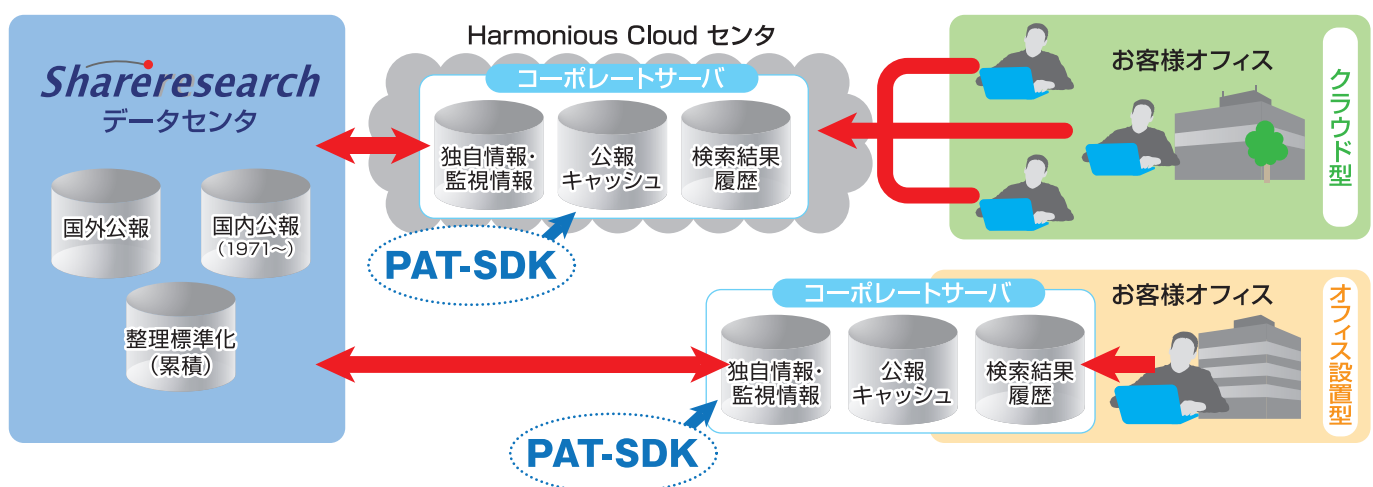 Shareresearch
データセンタ
国外公報
国内公報
(1971〜)
整理標準化
(累積)
Harmonious Cloud センタ
コーポレートサーバ
独自情報・
監視情報
公報
キャッシュ
検索結果
履歴
PAT-SDK
お客様オフィス
クラウド型
コーポレートサーバ
独自情報・
監視情報
公報
キャッシュ
検索結果
履歴
PAT-SDK
お客様オフィス
オフィス設置型